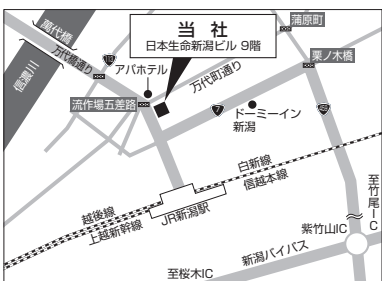 当社
日本生命新潟ビル 9階
蒲原町
萬代橋
万代橋通り
アパホテル
万代町通り
栗ノ木橋
信濃川
流作場五差路
7
ドーミーイン
新潟
白新線
信越本線
至竹尾IC
越後線
上越新幹線
JR新潟駅
紫竹山IC
新潟バイパス
至桜木IC